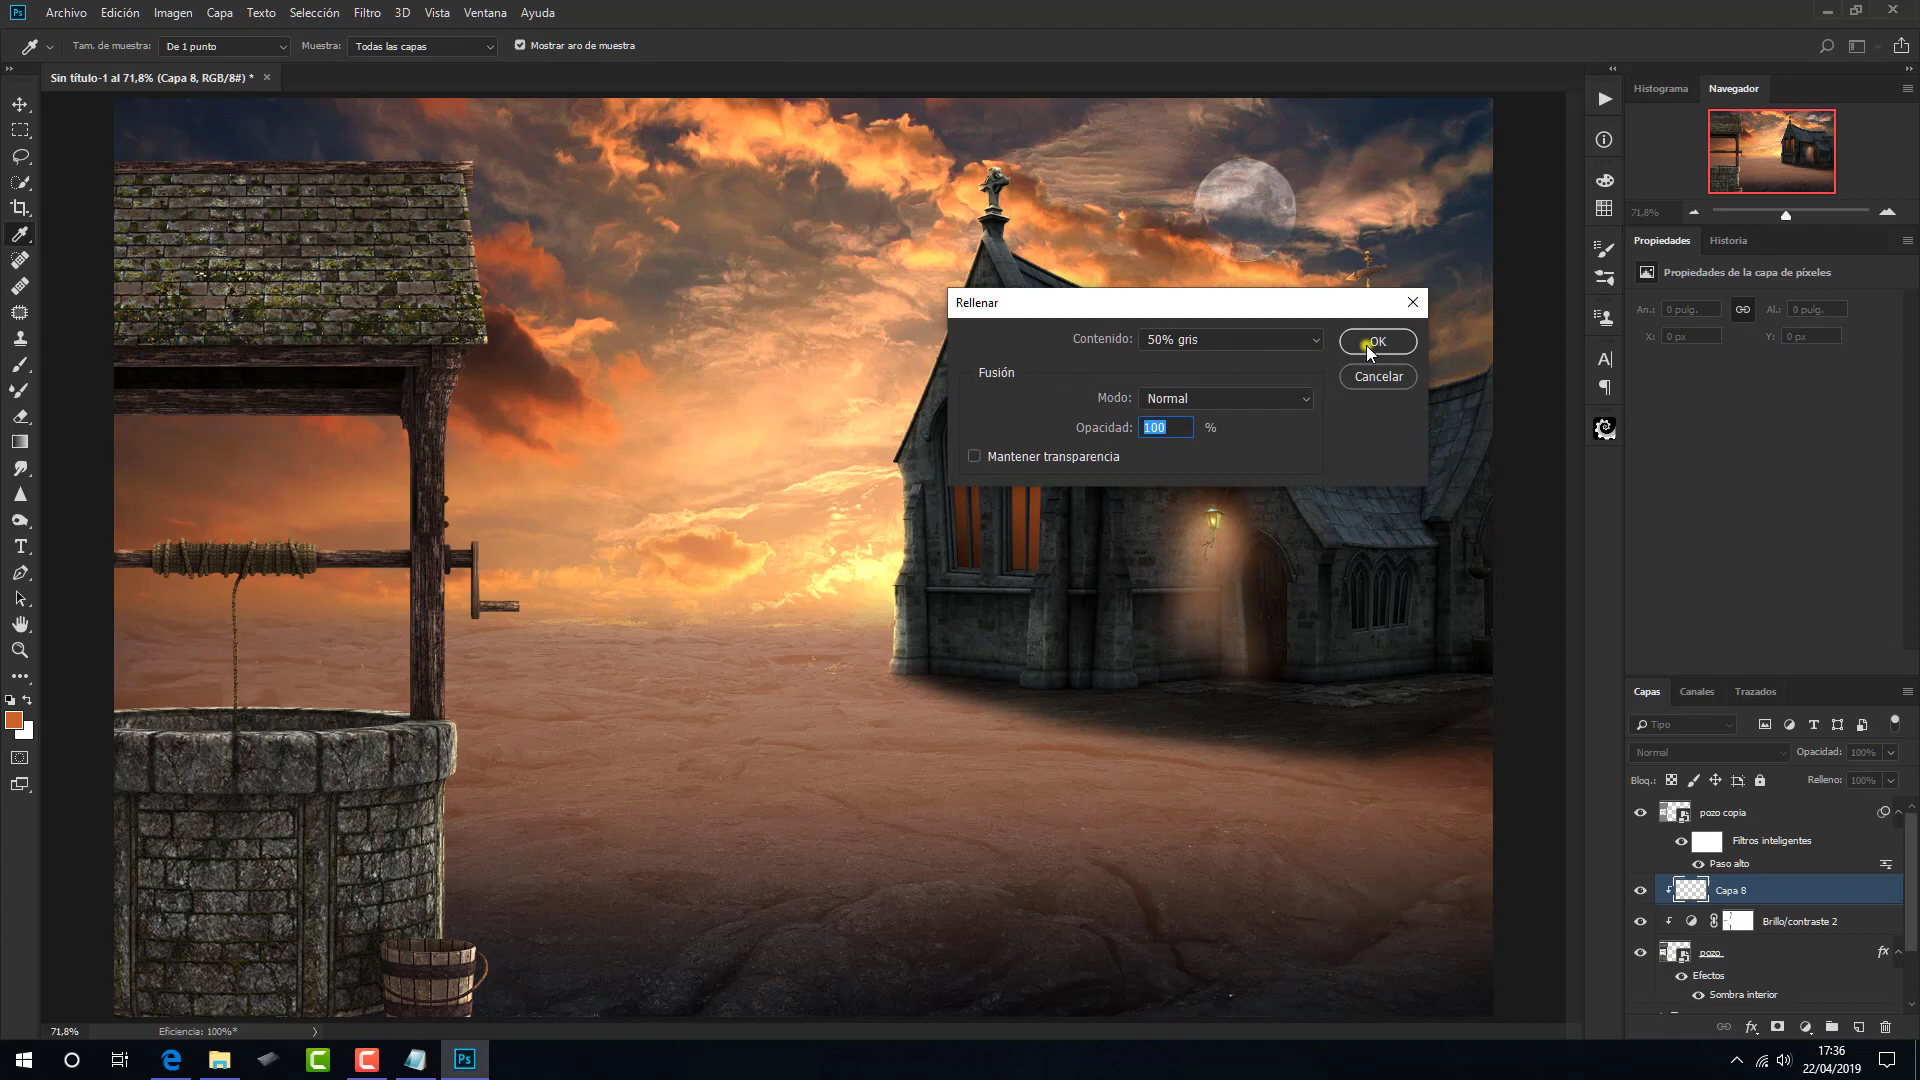 Ps Archivo Edición Imagen Capa Texto Selección Filtro 3D Vista Ventana Ayuda
Tam. de muestra: De 1 punto Muestra: Todas las capas Mostrar aro de muestra
Sin título-1 al 71,8% (Capa 8, RGB/8#) * ×
Histograma Navegador
71,8%
Propiedades Historia
Propiedades de la capa de píxeles
An.: 0 pulg. Al.: 0 pulg.
X: 0 px Y: 0 px
Rellenar
Contenido: 50% gris OK
Fusión Cancelar
Modo: Normal
Opacidad: 100 %
Mantener transparencia
Capas Canales Trazados
Tipo
Normal Opacidad: 100%
Bloq.: Relleno: 100%
pozo copia
Filtros inteligentes
Paso alto
Capa 8
Brillo/contraste 2
pozo fx
Efectos
Sombra interior
71,8% Eficiencia: 100%*
fx
Ps
17:36
22/04/2019